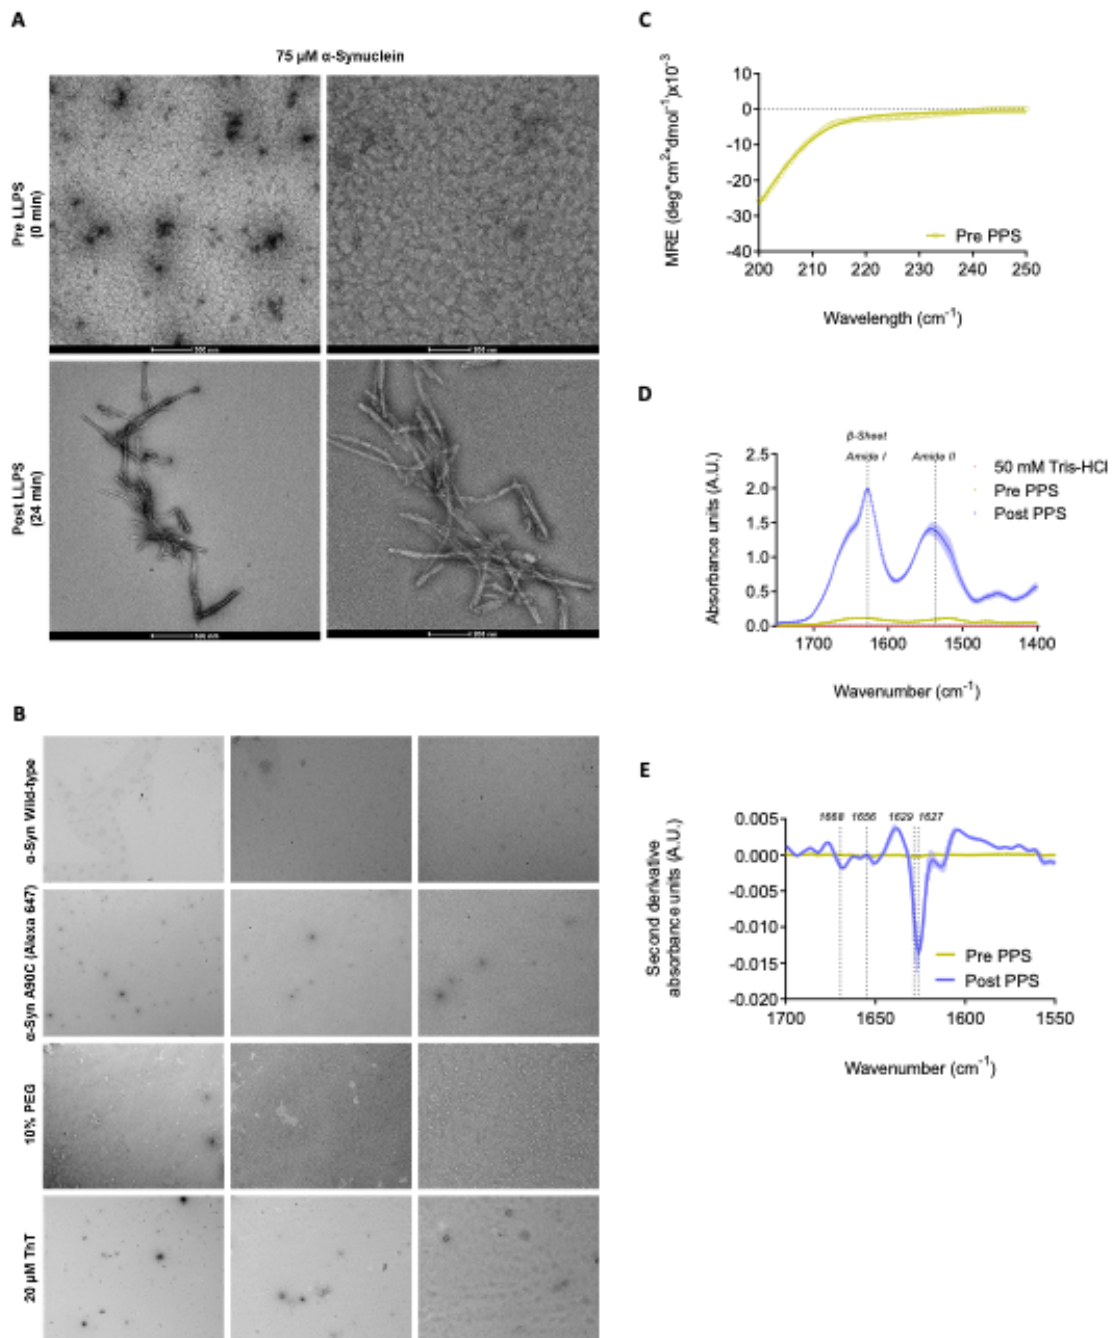 A
75 µM α-Synuclein
Pre LLPS
(0 min)
Post LLPS
(24 min)
B
α-Syn Wild-type
α-Syn A90C (Alexa 647)
10% PEG
20 µM ThT
C
MRE (deg*cm²*dmol⁻¹)x10⁻³
10
0
-10
-20
-30
-40
200 210 220 230 240 250
Pre PPS
Wavelength (cm⁻¹)
D
β-Sheet
Amide I Amide II
Absorbance units (A.U.)
2.5
2.0
1.5
1.0
0.5
0.0
1700 1600 1500 1400
50 mM Tris-HCl
Pre PPS
Post PPS
Wavenumber (cm⁻¹)
E
Second derivative
absorbance units (A.U.)
1668 1656 1629 1627
0.005
0.000
-0.005
-0.010
-0.015
-0.020
1700 1650 1600 1550
Pre PPS
Post PPS
Wavenumber (cm⁻¹)